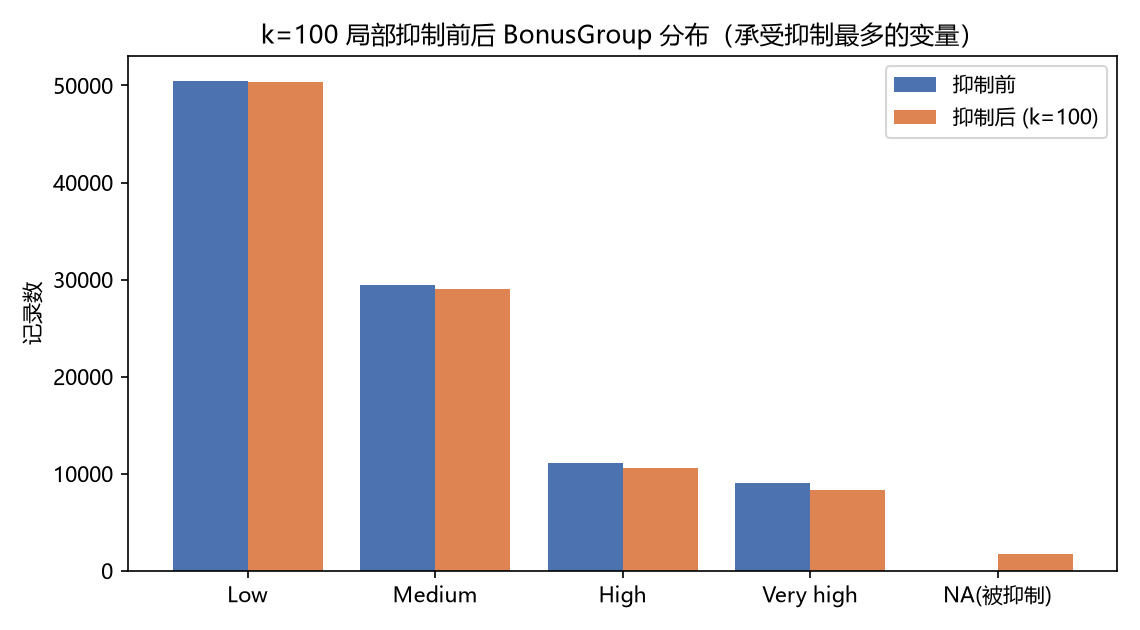 k=100 局部抑制前后 BonusGroup 分布（承受抑制最多的变量）
抑制前
抑制后 (k=100)
记录数
50000
40000
30000
20000
10000
0
Low
Medium
High
Very high
NA(被抑制)